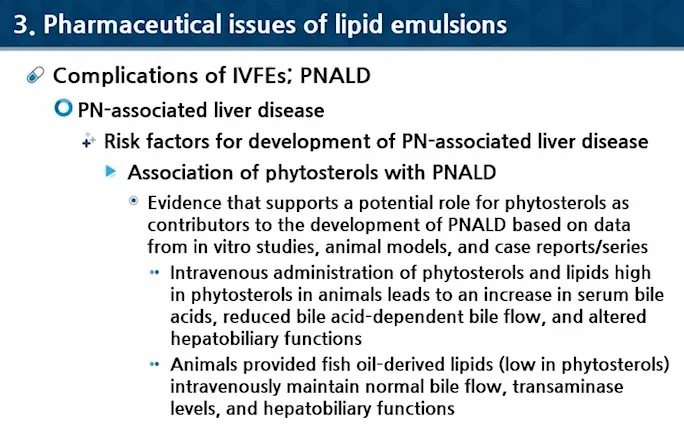 3. Pharmaceutical issues of lipid emulsions
Complications of IVFEs; PNALD
PN-associated liver disease
Risk factors for development of PN-associated liver disease
Association of phytosterols with PNALD
Evidence that supports a potential role for phytosterols as
contributors to the development of PNALD based on data
from in vitro studies, animal models, and case reports/series
Intravenous administration of phytosterols and lipids high
in phytosterols in animals leads to an increase in serum bile
acids, reduced bile acid-dependent bile flow, and altered
hepatobiliary functions
Animals provided fish oil-derived lipids (low in phytosterols)
intravenously maintain normal bile flow, transaminase
levels, and hepatobiliary functions